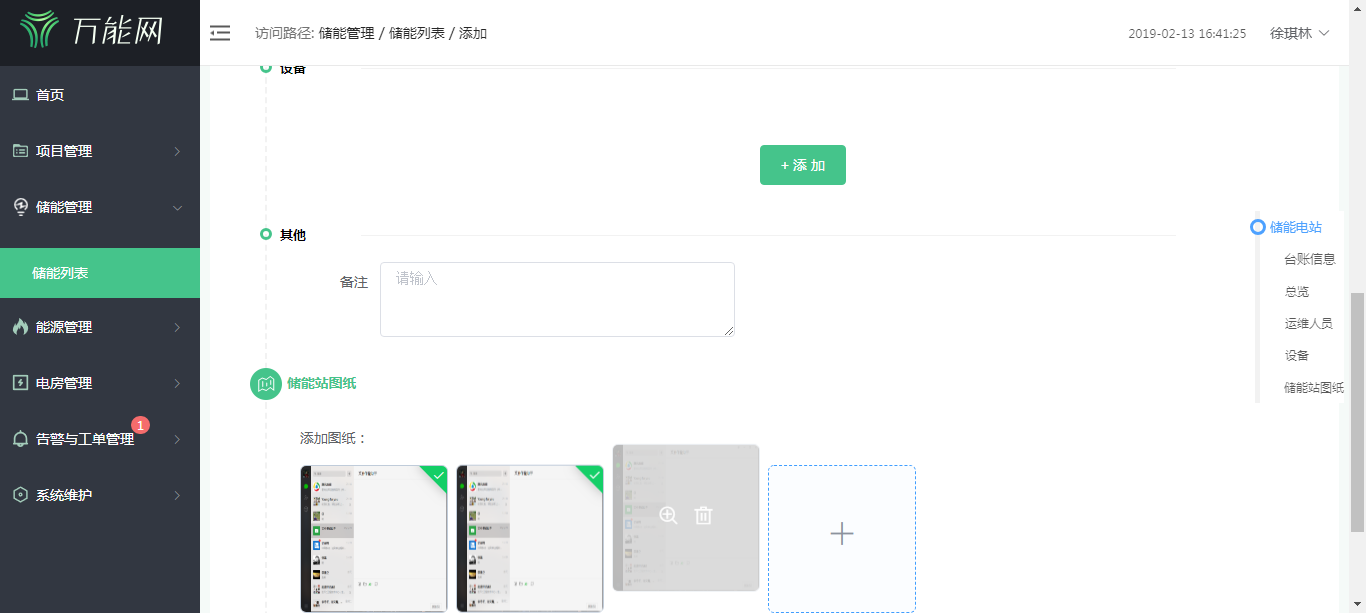 万能网
访问路径: 储能管理 / 储能列表 / 添加
2019-02-13 16:41:25
徐琪林
首页
项目管理
储能管理
储能列表
能源管理
电房管理
告警与工单管理
1
系统维护
设备
+ 添 加
其他
备注
请输入
储能站图纸
添加图纸：
储能电站
台账信息
总览
运维人员
设备
储能站图纸